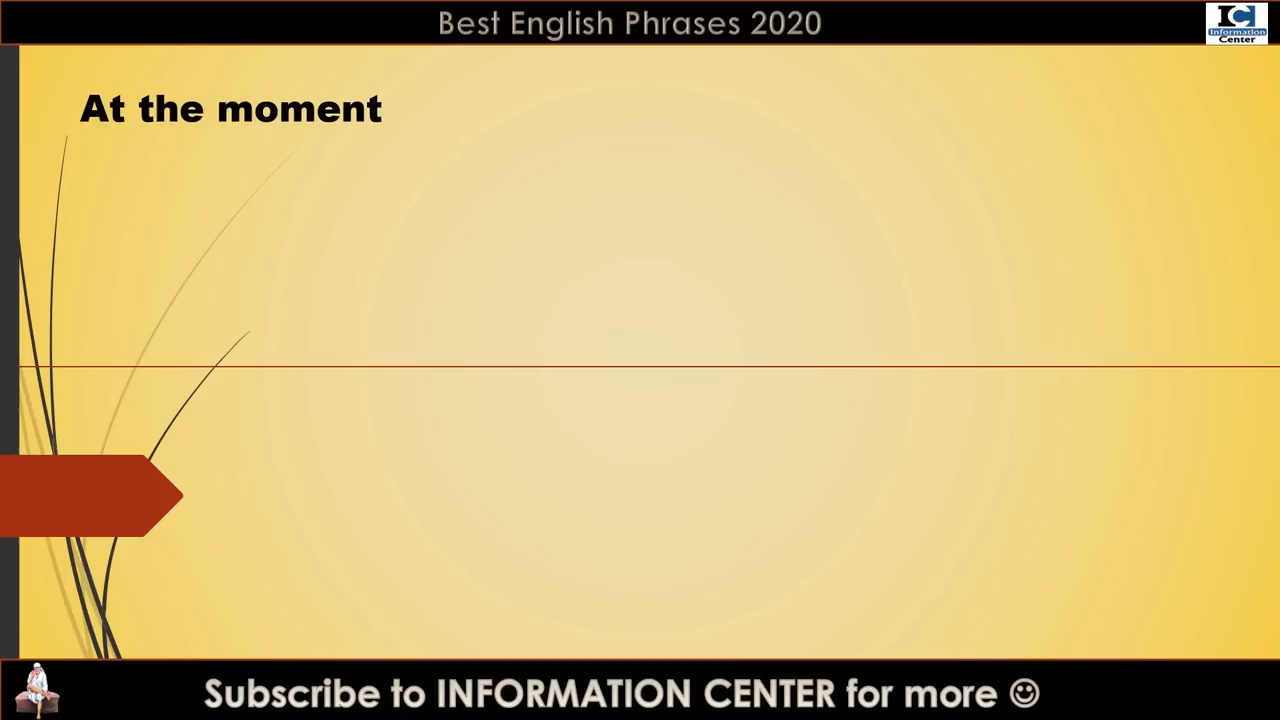 Best English Phrases 2020
IC
Information
Center
At the moment
Subscribe to INFORMATION CENTER for more ☺